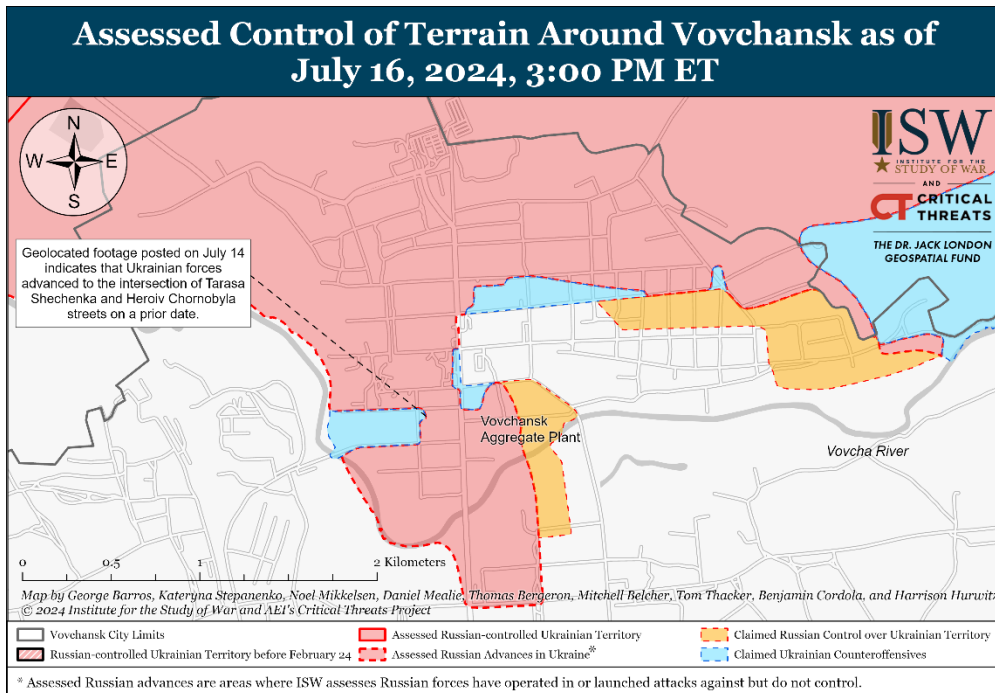 Assessed Control of Terrain Around Vovchansk as of
July 16, 2024, 3:00 PM ET
N
W E
S
ISW
INSTITUTE FOR THE
STUDY OF WAR
AND
CT CRITICAL
THREATS
THE DR. JACK LONDON
GEOSPATIAL FUND
Geolocated footage posted on July 14
indicates that Ukrainian forces
advanced to the intersection of Tarasa
Shechenka and Heroiv Chornobyla
streets on a prior date.
Vovchansk
Aggregate Plant
Vovcha River
0 0.5 1 2 Kilometers
Map by George Barros, Kateryna Stepanenko, Noel Mikkelsen, Daniel Mealie, Thomas Bergeron, Mitchell Belcher, Tom Thacker, Benjamin Cordola, and Harrison Hurwitz
© 2024 Institute for the Study of War and AEI's Critical Threats Project
Vovchansk City Limits
Assessed Russian-controlled Ukrainian Territory
Claimed Russian Control over Ukrainian Territory
Russian-controlled Ukrainian Territory before February 24
Assessed Russian Advances in Ukraine*
Claimed Ukrainian Counteroffensives
* Assessed Russian advances are areas where ISW assesses Russian forces have operated in or launched attacks against but do not control.